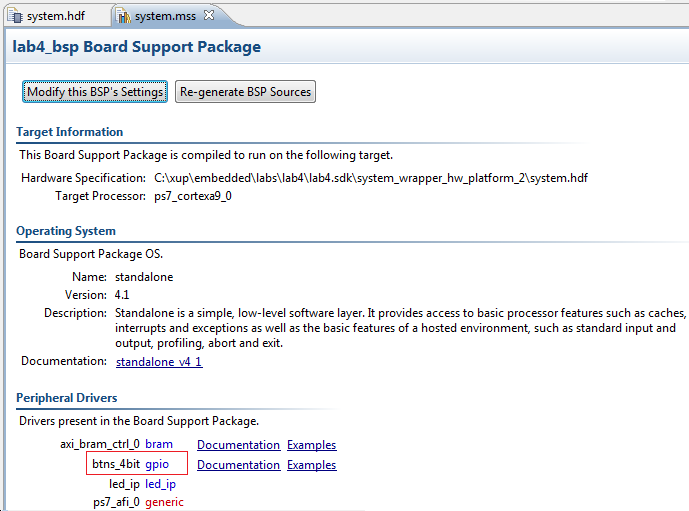 system.hdf system.mss
lab4_bsp Board Support Package
Modify this BSP's Settings Re-generate BSP Sources
Target Information
This Board Support Package is compiled to run on the following target.
Hardware Specification: C:\xup\embedded\labs\lab4\lab4.sdk\system_wrapper_hw_platform_2\system.hdf
Target Processor: ps7_cortexa9_0
Operating System
Board Support Package OS.
Name: standalone
Version: 4.1
Description: Standalone is a simple, low-level software layer. It provides access to basic processor features such as caches,
interrupts and exceptions as well as the basic features of a hosted environment, such as standard input and
output, profiling, abort and exit.
Documentation: standalone_v4_1
Peripheral Drivers
Drivers present in the Board Support Package.
axi_bram_ctrl_0 bram Documentation Examples
btns_4bit gpio Documentation Examples
led_ip led_ip
ps7_afi_0 generic